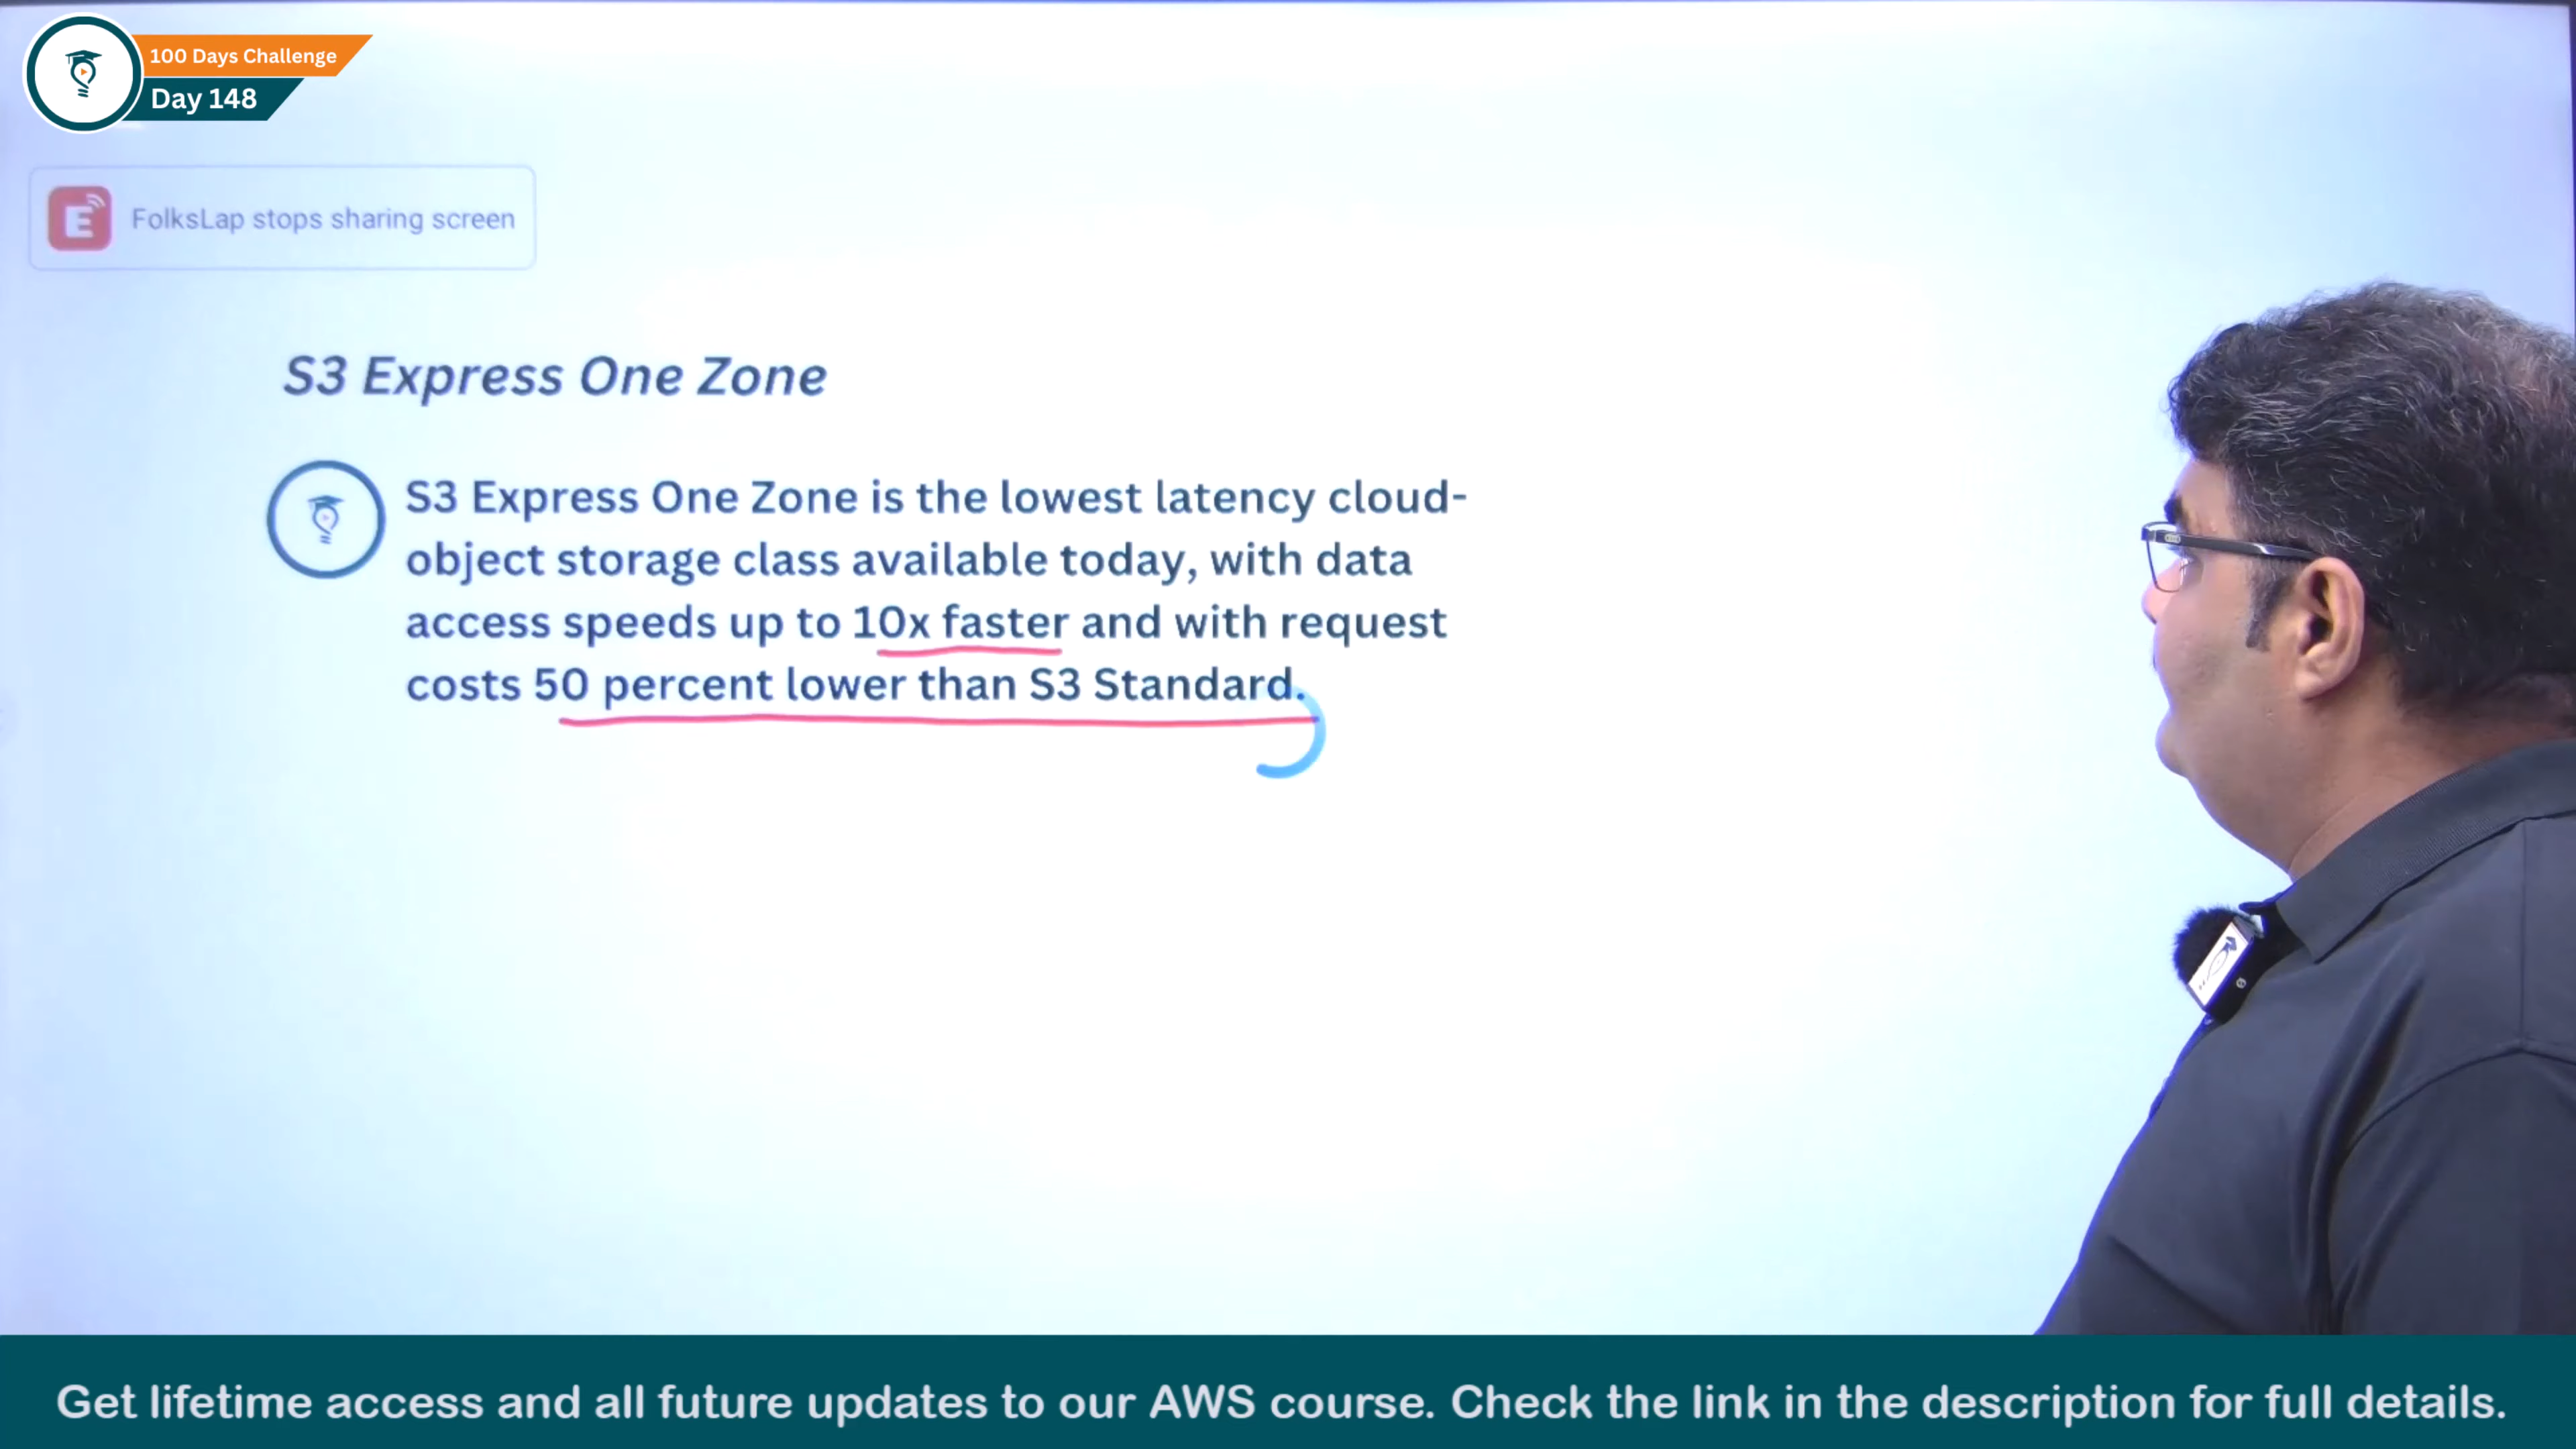 100 Days Challenge
Day 148
E
FolksLap stops sharing screen
S3 Express One Zone
S3 Express One Zone is the lowest latency cloud-
object storage class available today, with data
access speeds up to 10x faster and with request
costs 50 percent lower than S3 Standard.
Get lifetime access and all future updates to our AWS course. Check the link in the description for full details.